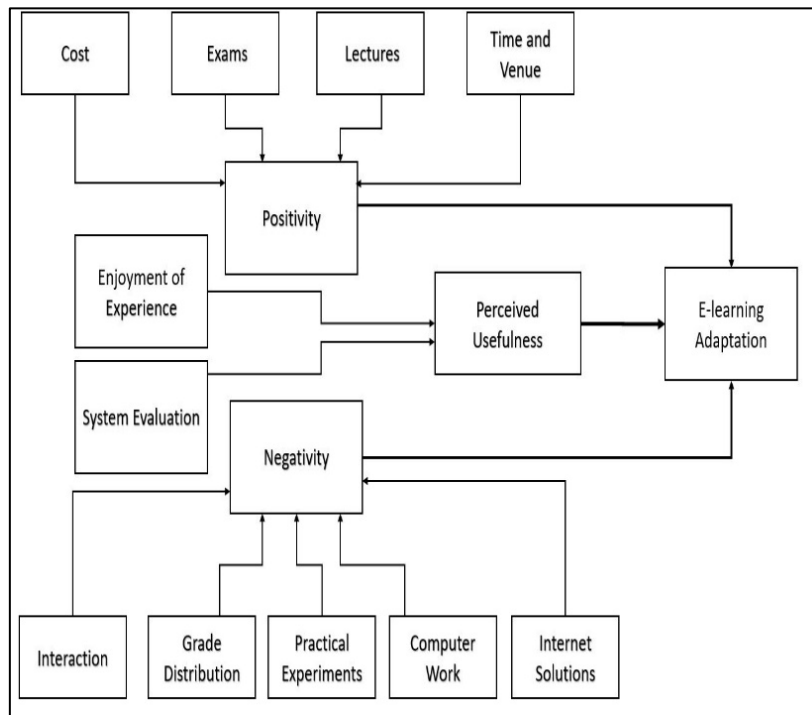 Cost
Exams
Lectures
Time and
Venue
Positivity
Enjoyment of
Experience
Perceived
Usefulness
E-learning
Adaptation
System Evaluation
Negativity
Interaction
Grade
Distribution
Practical
Experiments
Computer
Work
Internet
Solutions